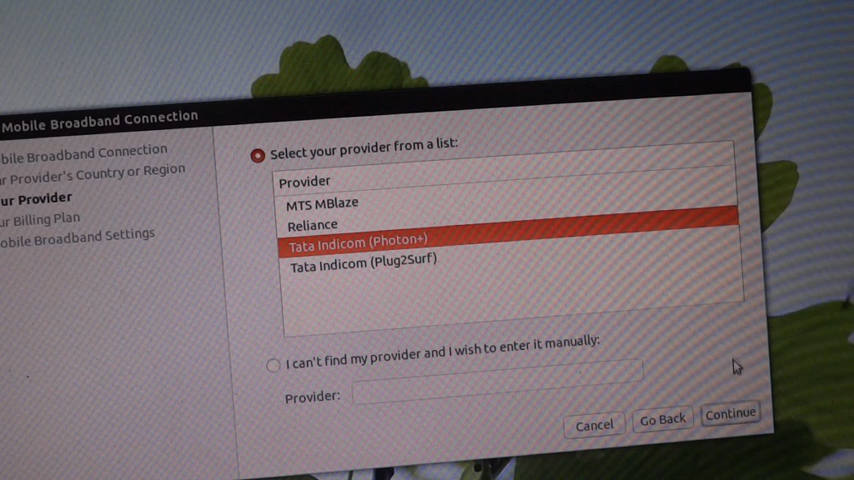 Mobile Broadband Connection
bile Broadband Connection
r Provider's Country or Region
ur Provider
ur Billing Plan
obile Broadband Settings
Select your provider from a list:
Provider
MTS MBlaze
Reliance
Tata Indicom (Photon+)
Tata Indicom (Plug2Surf)
I can't find my provider and I wish to enter it manually:
Provider:
Cancel
Go Back
Continue